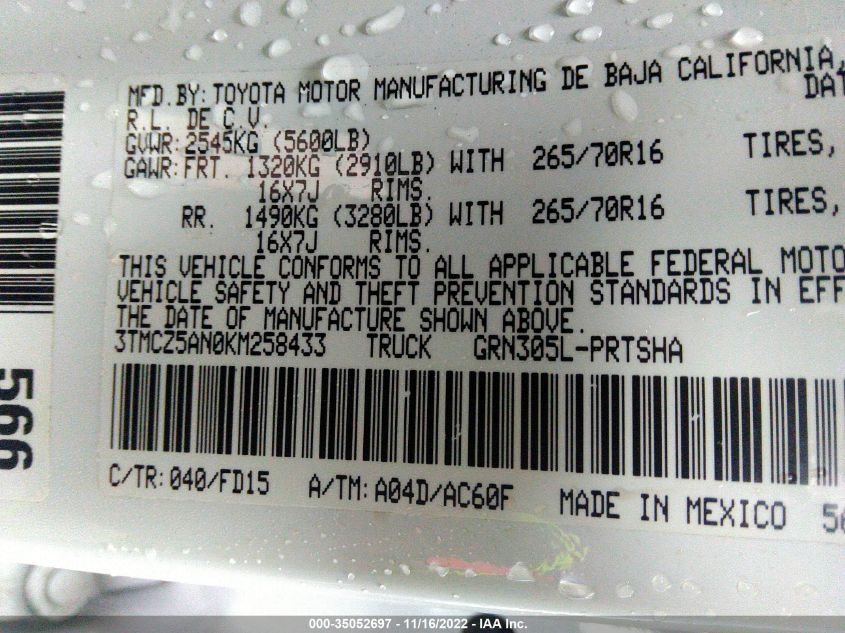 MFD.BY:TOYOTA MOTOR MANUFACTURING DE BAJA CALIFORNIA,
R.L. DE C.V.
GVWR:2545KG (5600LB)
GAWR:FRT. 1320KG (2910LB) WITH 265/70R16 TIRES,
16X7J RIMS.
RR. 1490KG (3280LB) WITH 265/70R16 TIRES,
16X7J RIMS.
THIS VEHICLE CONFORMS TO ALL APPLICABLE FEDERAL MOTO
VEHICLE SAFETY AND THEFT PREVENTION STANDARDS IN EFF
THE DATE OF MANUFACTURE SHOWN ABOVE.
3TMCZ5AN0KM258433 TRUCK GRN305L-PRTSHA
C/TR:040/FD15 A/TM:A04D/AC60F MADE IN MEXICO
566
000-35052697 - 11/16/2022 - IAA Inc.